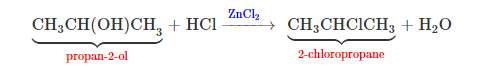 ZnCl₂
CH₃CH(OH)CH₃ + HCl ⟶ CH₃CHClCH₃ + H₂O
propan-2-ol 2-chloropropane